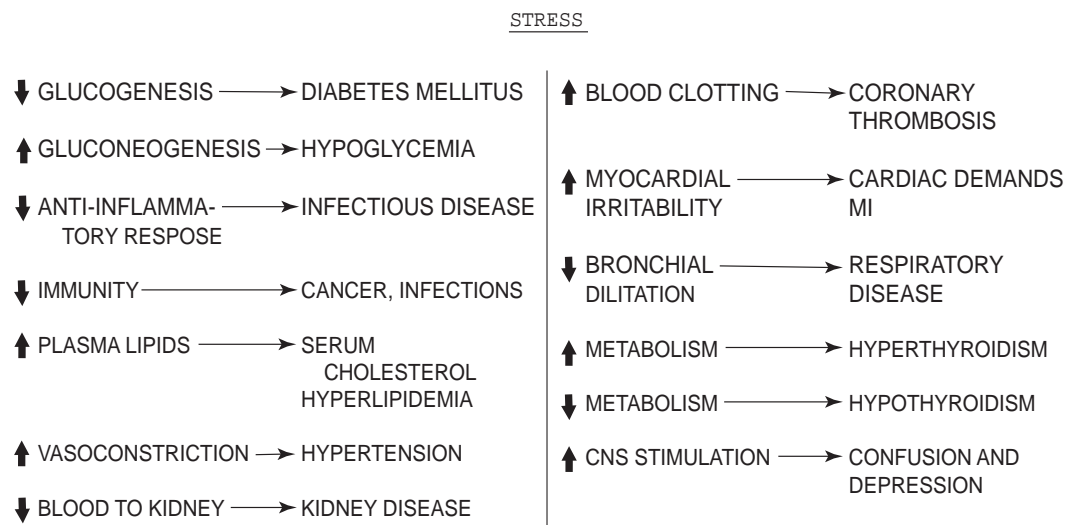 STRESS
GLUCOGENESIS DIABETES MELLITUS
GLUCONEOGENESIS HYPOGLYCEMIA
ANTI-INFLAMMA- INFECTIOUS DISEASE
TORY RESPOSE
IMMUNITY CANCER, INFECTIONS
PLASMA LIPIDS SERUM
CHOLESTEROL
HYPERLIPIDEMIA
VASOCONSTRICTION HYPERTENSION
BLOOD TO KIDNEY KIDNEY DISEASE
BLOOD CLOTTING CORONARY
THROMBOSIS
MYOCARDIAL CARDIAC DEMANDS
IRRITABILITY MI
BRONCHIAL RESPIRATORY
DILITATION DISEASE
METABOLISM HYPERTHYROIDISM
METABOLISM HYPOTHYROIDISM
CNS STIMULATION CONFUSION AND
DEPRESSION